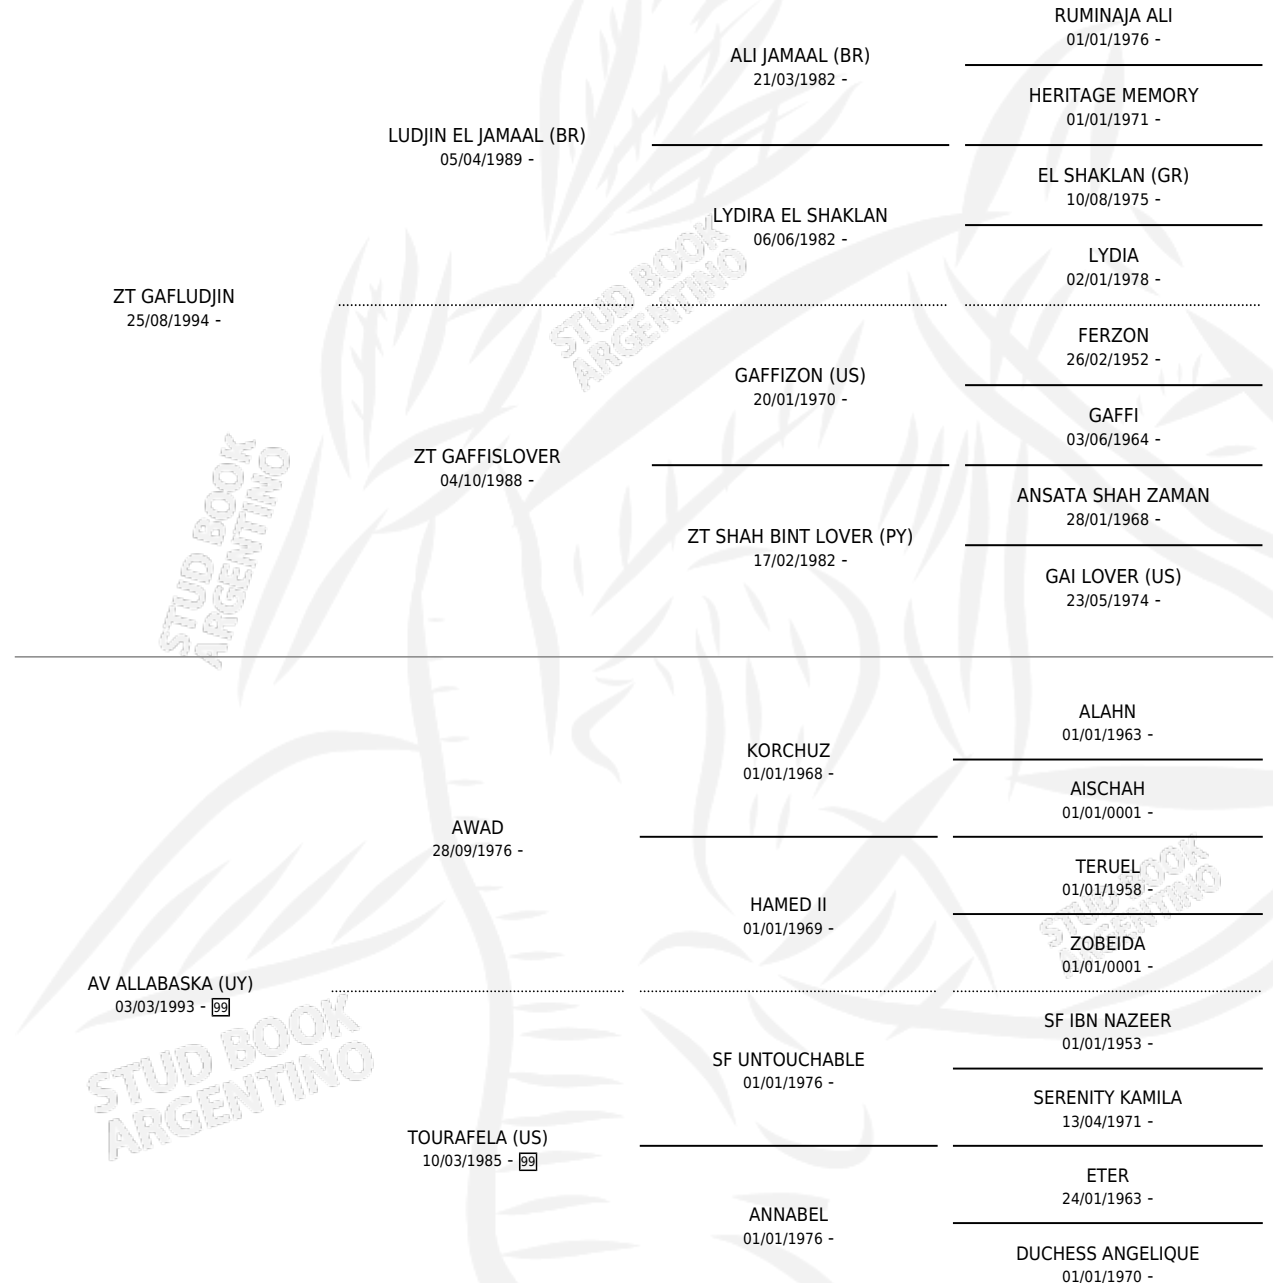 RUMINAJA ALI
01/01/1976 -
ALI JAMAAL (BR)
21/03/1982 -
HERITAGE MEMORY
01/01/1971 -
LUDJIN EL JAMAAL (BR)
05/04/1989 -
EL SHAKLAN (GR)
10/08/1975 -
LYDIRA EL SHAKLAN
06/06/1982 -
LYDIA
02/01/1978 -
ZT GAFLUDJIN
25/08/1994 -
FERZON
26/02/1952 -
GAFFIZON (US)
20/01/1970 -
GAFFI
03/06/1964 -
ZT GAFFISLOVER
04/10/1988 -
ANSATA SHAH ZAMAN
28/01/1968 -
ZT SHAH BINT LOVER (PY)
17/02/1982 -
GAI LOVER (US)
23/05/1974 -
ALAHN
01/01/1963 -
KORCHUZ
01/01/1968 -
AISCHAH
01/01/0001 -
AWAD
28/09/1976 -
TERUEL
01/01/1958 -
HAMED II
01/01/1969 -
ZOBEIDA
01/01/0001 -
AV ALLABASKA (UY)
03/03/1993 - 99
SF IBN NAZEER
01/01/1953 -
SF UNTOUCHABLE
01/01/1976 -
SERENITY KAMILA
13/04/1971 -
TOURAFELA (US)
10/03/1985 - 99
ETER
24/01/1963 -
ANNABEL
01/01/1976 -
DUCHESS ANGELIQUE
01/01/1970 -
STUD BOOK
ARGENTINO
STUD BOOK
ARGENTINO
STUD BOOK
ARGENTINO
STUD BOOK
ARGENTINO